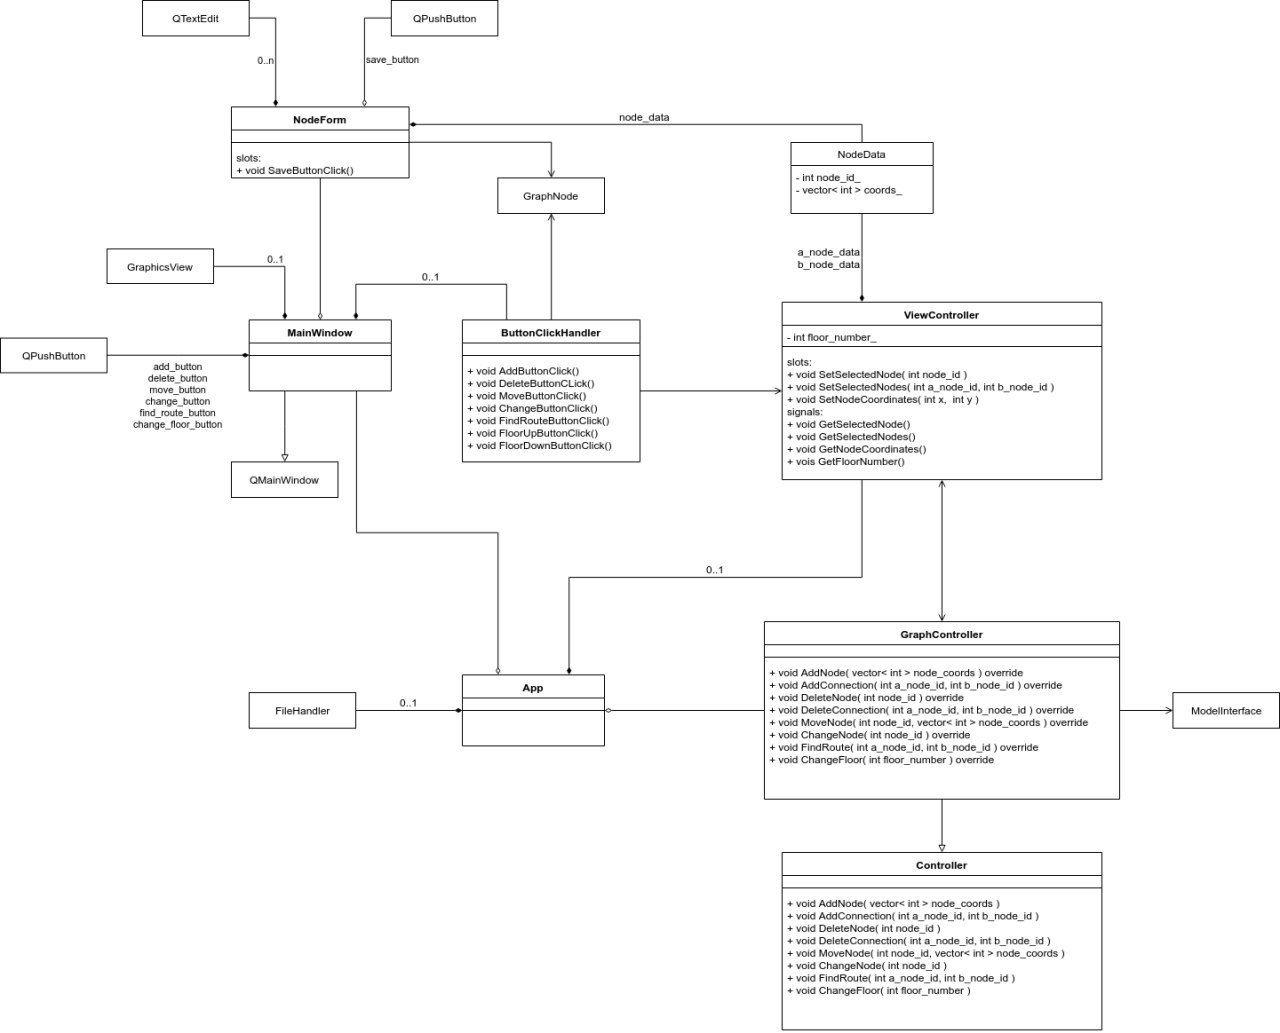 QTextEdit
QPushButton
0..n
save_button
NodeForm
slots:
+ void SaveButtonClick()
node_data
NodeData
- int node_id_
- vector< int > coords_
GraphNode
a_node_data
b_node_data
GraphicsView
0..1
0..1
MainWindow
QPushButton
add_button
delete_button
move_button
change_button
find_route_button
change_floor_button
QMainWindow
ButtonClickHandler
+ void AddButtonClick()
+ void DeleteButtonCLick()
+ void MoveButtonClick()
+ void ChangeButtonClick()
+ void FindRouteButtonClick()
+ void FloorUpButtonClick()
+ void FloorDownButtonClick()
ViewController
- int floor_number_
slots:
+ void SetSelectedNode( int node_id )
+ void SetSelectedNodes( int a_node_id, int b_node_id )
+ void SetNodeCoordinates( int x,  int y )
signals:
+ void GetSelectedNode()
+ void GetSelectedNodes()
+ void GetNodeCoordinates()
+ vois GetFloorNumber()
0..1
GraphController
+ void AddNode( vector< int > node_coords ) override
+ void AddConnection( int a_node_id, int b_node_id ) override
+ void DeleteNode( int node_id ) override
+ void DeleteConnection( int a_node_id, int b_node_id ) override
+ void MoveNode( int node_id, vector< int > node_coords ) override
+ void ChangeNode( int node_id ) override
+ void FindRoute( int a_node_id, int b_node_id ) override
+ void ChangeFloor( int floor_number ) override
App
FileHandler
0..1
ModelInterface
Controller
+ void AddNode( vector< int > node_coords )
+ void AddConnection( int a_node_id, int b_node_id )
+ void DeleteNode( int node_id )
+ void DeleteConnection( int a_node_id, int b_node_id )
+ void MoveNode( int node_id, vector< int > node_coords )
+ void ChangeNode( int node_id )
+ void FindRoute( int a_node_id, int b_node_id )
+ void ChangeFloor( int floor_number )